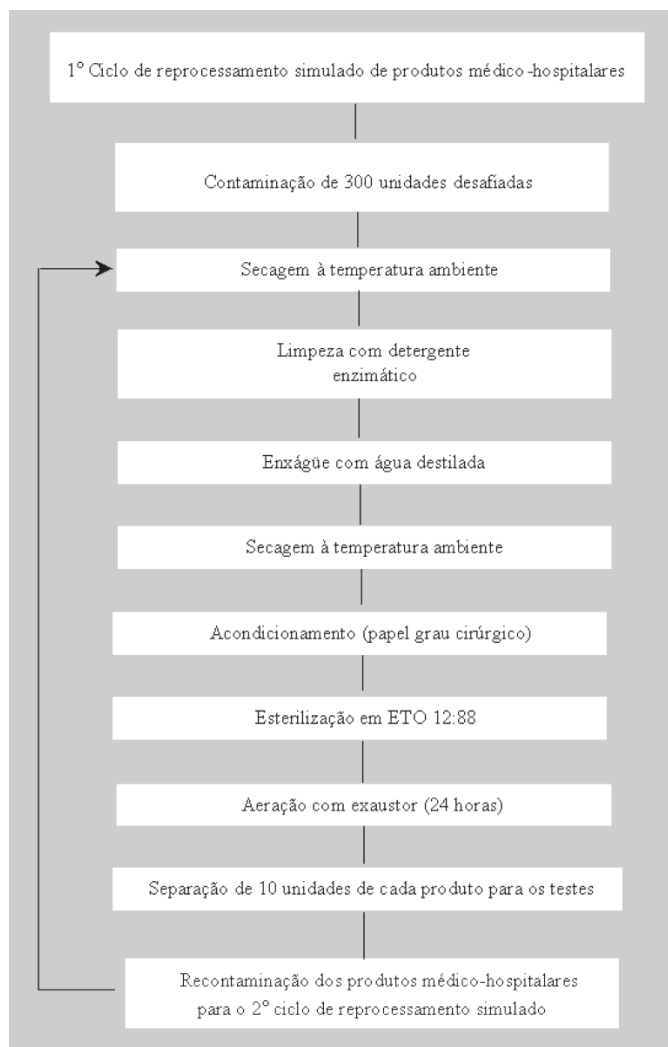 1º Ciclo de reprocessamento simulado de produtos médico-hospitalares
Contaminação de 300 unidades desafiadas
Secagem à temperatura ambiente
Limpeza com detergente
enzimático
Enxágüe com água destilada
Secagem à temperatura ambiente
Acondicionamento (papel grau cirúrgico)
Esterilização em ETO 12:88
Aeração com exaustor (24 horas)
Separação de 10 unidades de cada produto para os testes
Recontaminação dos produtos médico-hospitalares
para o 2º ciclo de reprocessamento simulado